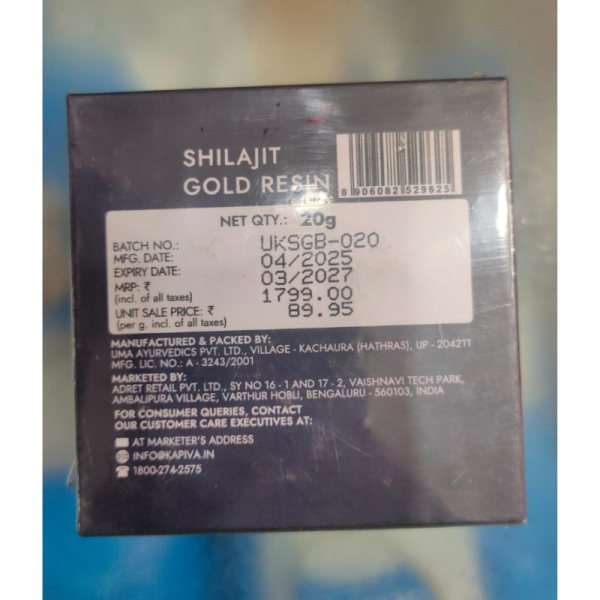 SHILAJIT
GOLD RESIN
8 906082 529625
NET QTY.: 20g
BATCH NO.: UKSGB-020
MFG. DATE: 04/2025
EXPIRY DATE: 03/2027
MRP: ₹ 1799.00
(incl. of all taxes)
UNIT SALE PRICE: ₹ 89.95
(per g. incl. of all taxes)
MANUFACTURED & PACKED BY:
UMA AYURVEDICS PVT. LTD., VILLAGE - KACHAURA (HATHRAS), UP - 204211
MFG. LIC. NO.: A - 3243/2001
MARKETED BY:
ADRET RETAIL PVT. LTD., SY NO 16 - 1 AND 17 - 2, VAISHNAVI TECH PARK,
AMBALIPURA VILLAGE, VARTHUR HOBLI, BENGALURU - 560103, INDIA
FOR CONSUMER QUERIES, CONTACT
OUR CUSTOMER CARE EXECUTIVES AT:
AT MARKETER'S ADDRESS
INFO@KAPIVA.IN
1800-274-2575